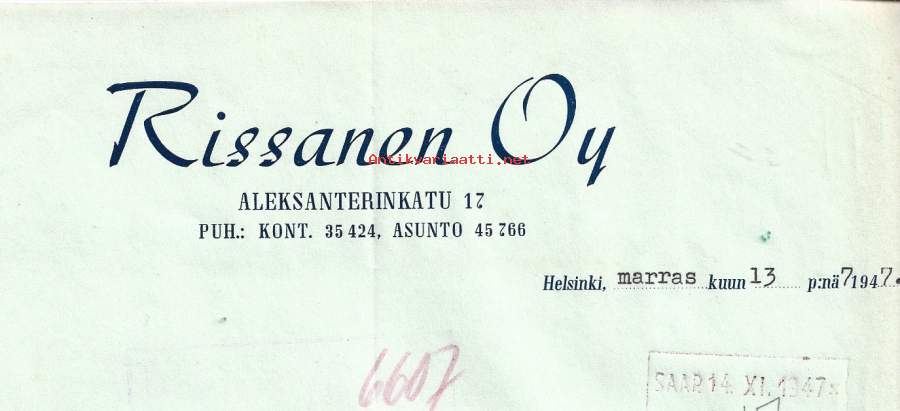 Rissanen Oy
Antikvariaatti.net
ALEKSANTERINKATU 17
PUH.: KONT. 35 424, ASUNTO 45 766
Helsinki, marras kuun 13 p:nä 7 1947.
6607
SAAP. 14. XI. 1947